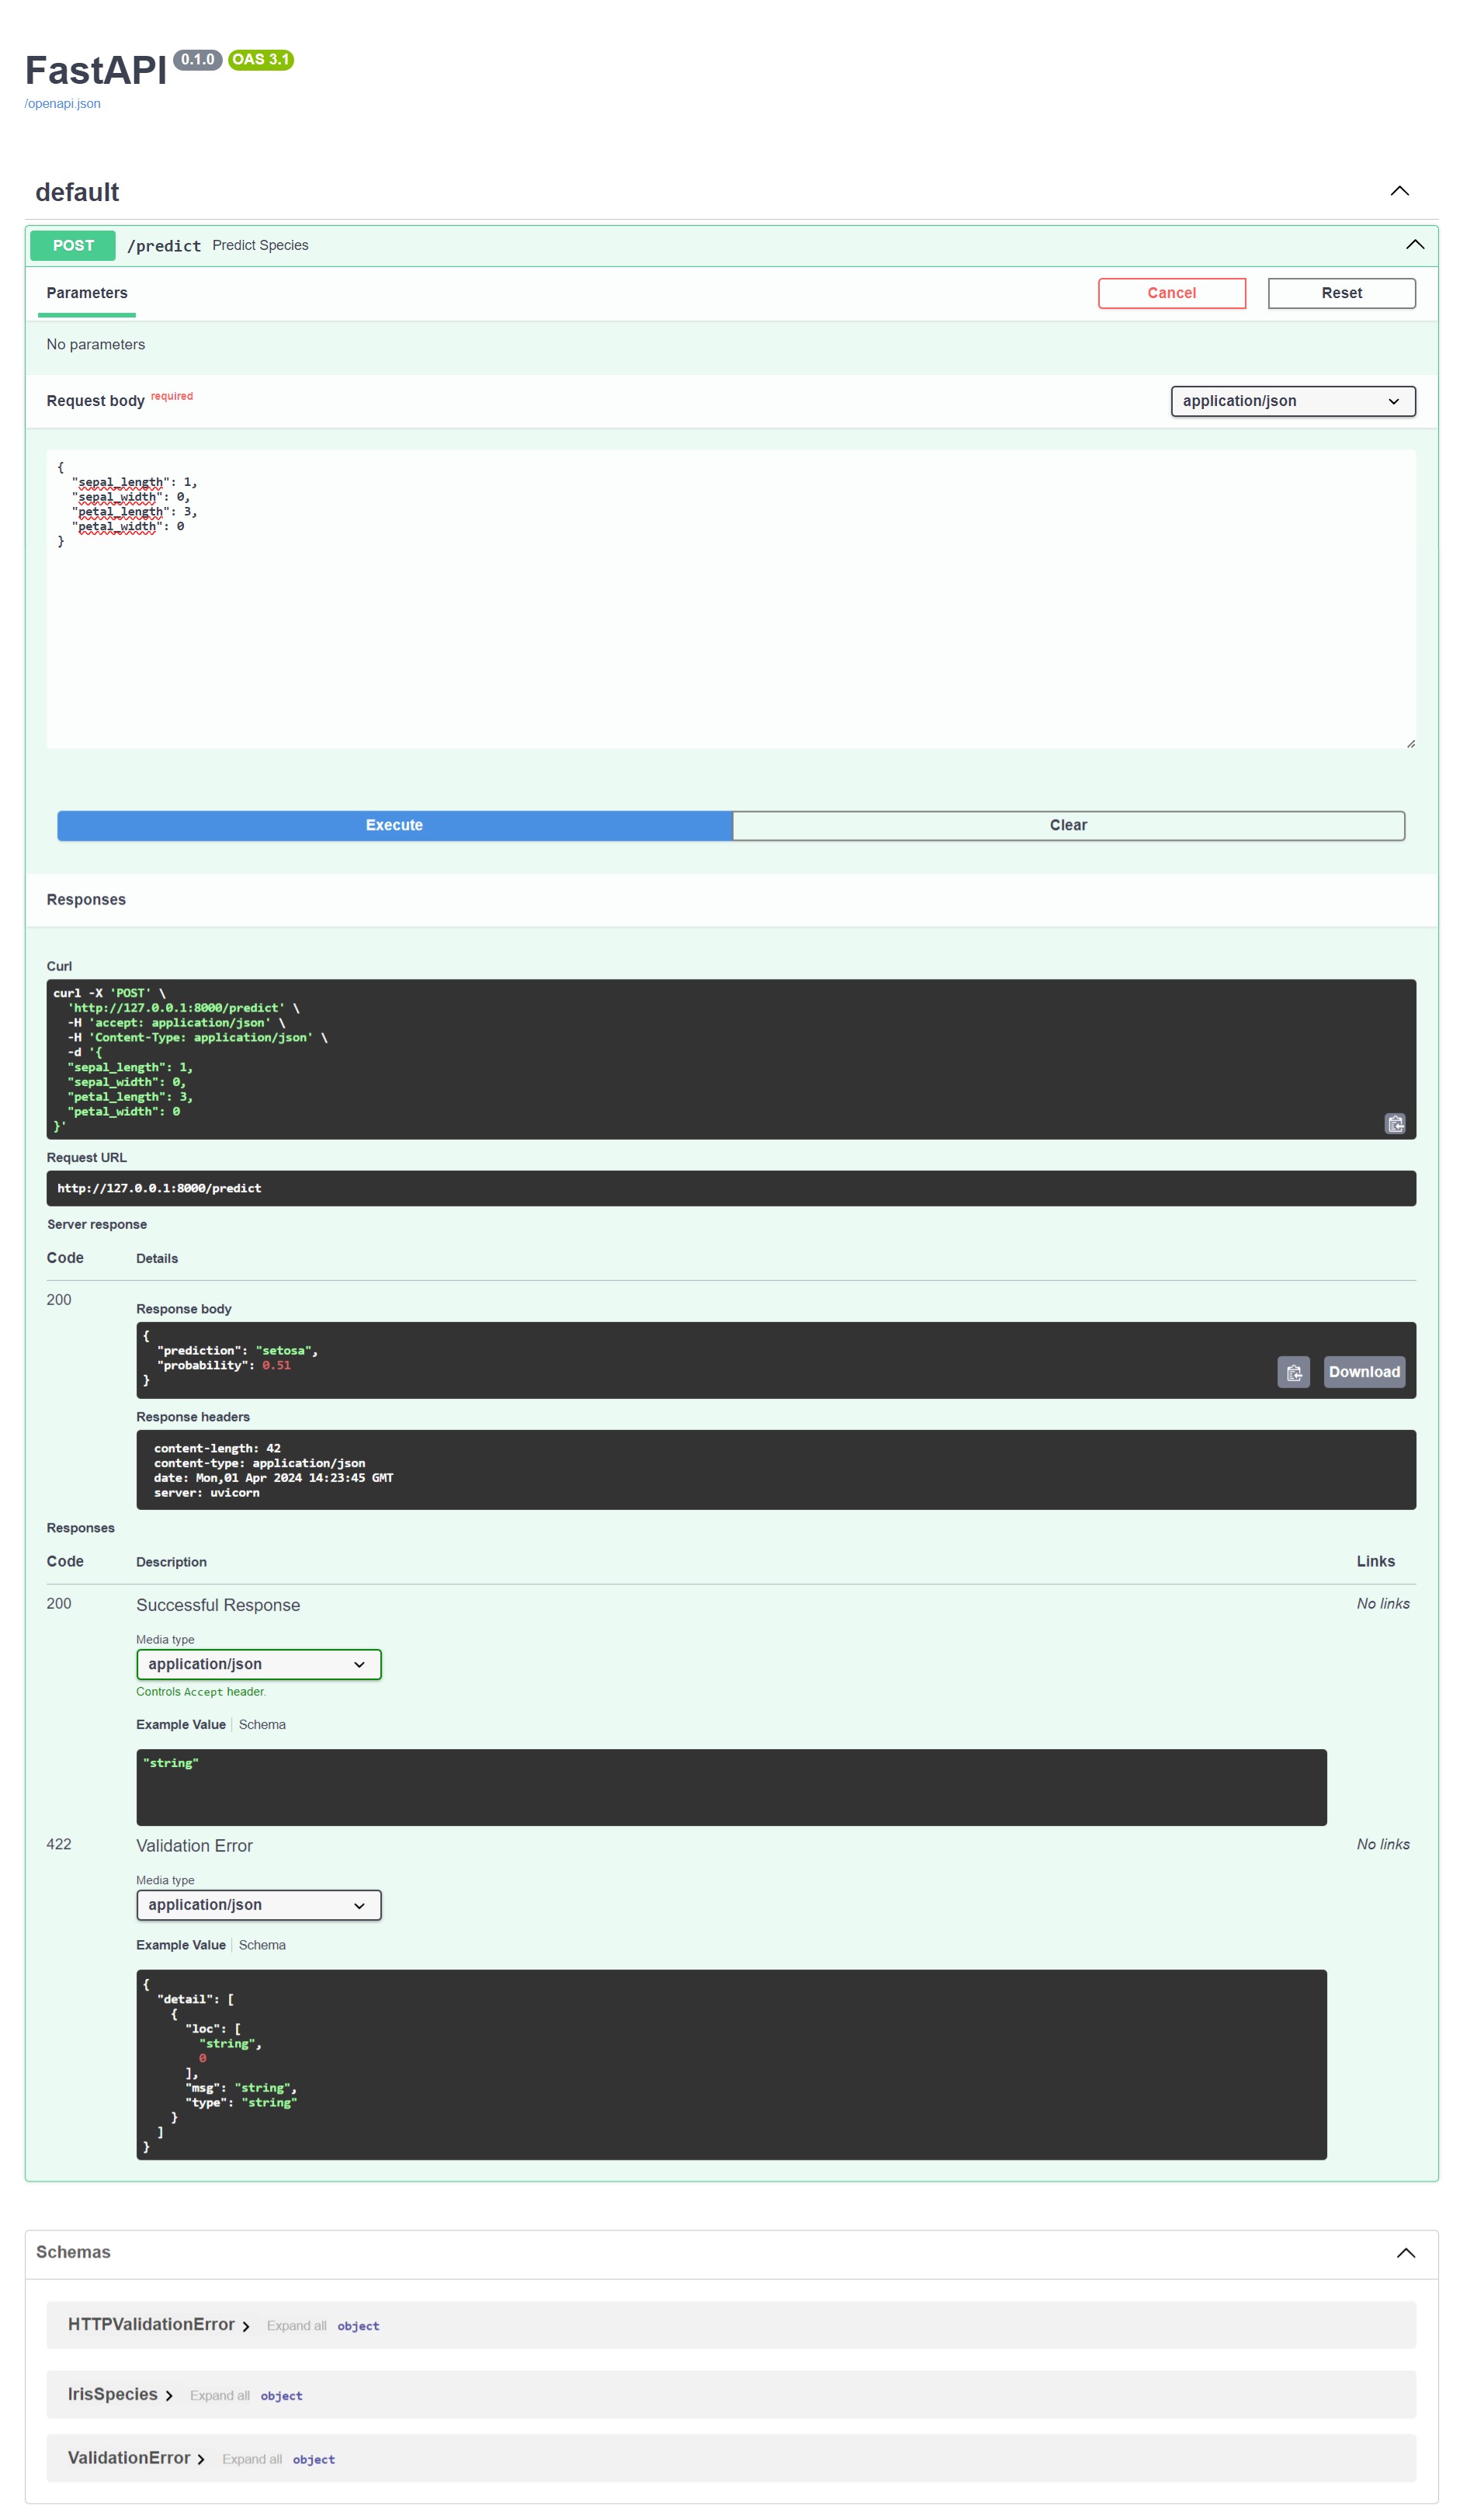 FastAPI 0.1.0 OAS 3.1
/openapi.json
default
POST /predict Predict Species
Parameters Cancel Reset
No parameters
Request body required application/json
{
  "sepal_length": 1,
  "sepal_width": 0,
  "petal_length": 3,
  "petal_width": 0
}
Execute Clear
Responses
Curl
curl -X 'POST' \
  'http://127.0.0.1:8000/predict' \
  -H 'accept: application/json' \
  -H 'Content-Type: application/json' \
  -d '{
  "sepal_length": 1,
  "sepal_width": 0,
  "petal_length": 3,
  "petal_width": 0
}'
Request URL
http://127.0.0.1:8000/predict
Server response
Code Details
200
Response body
{
  "prediction": "setosa",
  "probability": 0.51
}
Download
Response headers
content-length: 42
content-type: application/json
date: Mon,01 Apr 2024 14:23:45 GMT
server: uvicorn
Responses
Code Description Links
200 Successful Response No links
Media type
application/json
Controls Accept header.
Example Value Schema
"string"
422 Validation Error No links
Media type
application/json
Example Value Schema
{
  "detail": [
    {
      "loc": [
        "string",
        0
      ],
      "msg": "string",
      "type": "string"
    }
  ]
}
Schemas
HTTPValidationError Expand all object
IrisSpecies Expand all object
ValidationError Expand all object